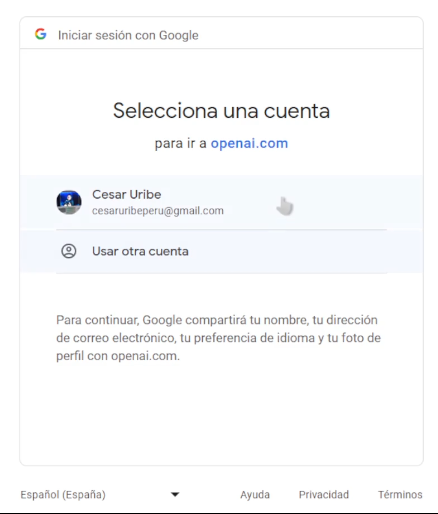 Iniciar sesión con Google
Selecciona una cuenta
para ir a openai.com
Cesar Uribe
cesaruribeperu@gmail.com
Usar otra cuenta
Para continuar, Google compartirá tu nombre, tu dirección
de correo electrónico, tu preferencia de idioma y tu foto de
perfil con openai.com.
Español (España) Ayuda Privacidad Términos